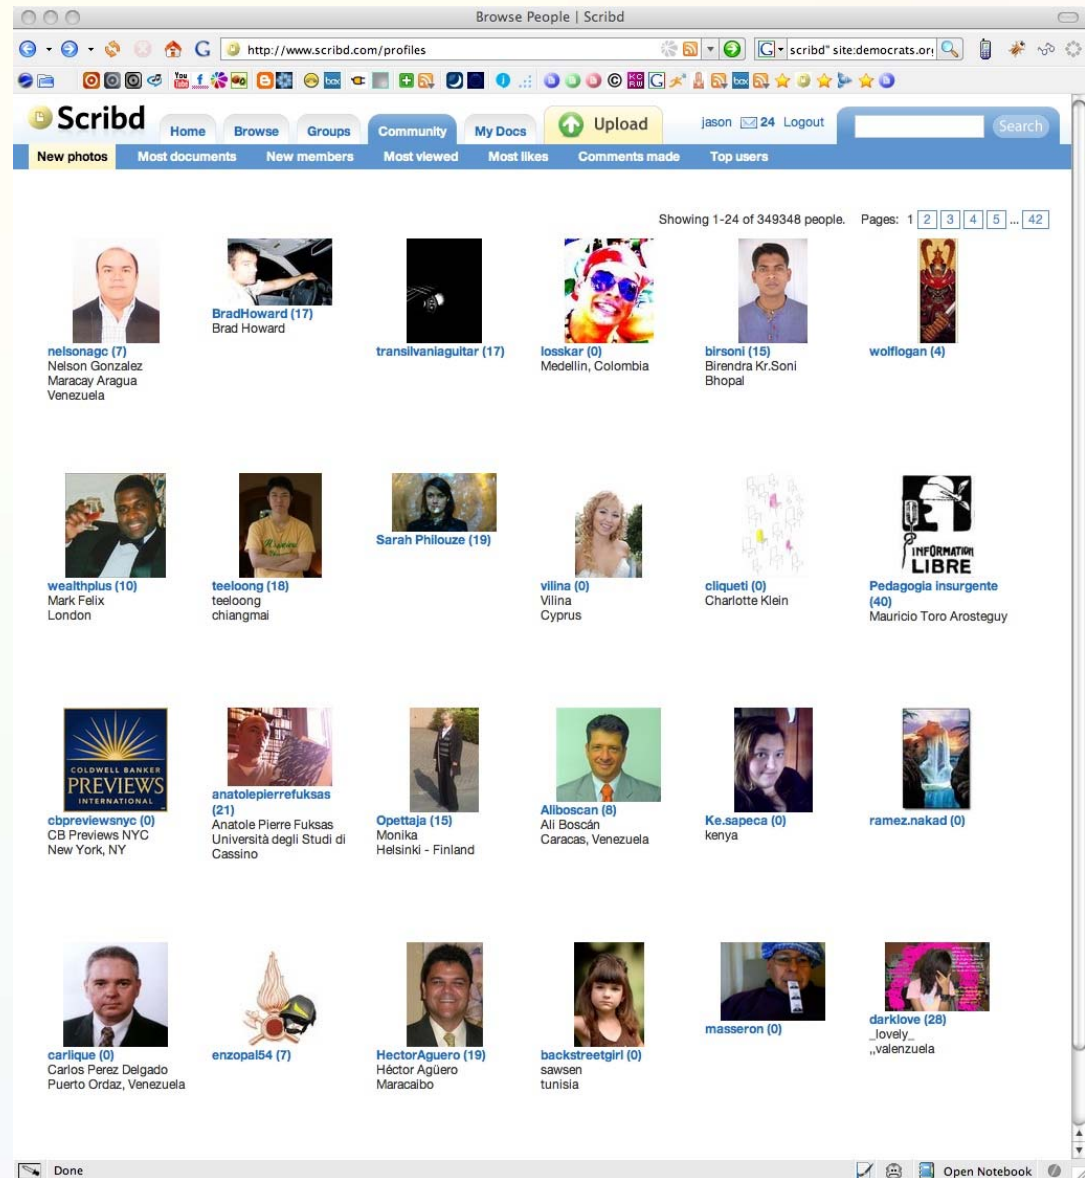 Browse People | Scribd
http://www.scribd.com/profiles
scribd" site:democrats.or
Scribd
Home
Browse
Groups
Community
My Docs
Upload
jason 24 Logout
Search
New photos
Most documents
New members
Most viewed
Most likes
Comments made
Top users
Showing 1-24 of 349348 people. Pages: 1 2 3 4 5 ... 42
nelsonagc (7)
Nelson Gonzalez
Maracay Aragua
Venezuela
BradHoward (17)
Brad Howard
transilvaniaguitar (17)
losskar (0)
Medellin, Colombia
birsoni (15)
Birendra Kr.Soni
Bhopal
wolflogan (4)
wealthplus (10)
Mark Felix
London
teeloong (18)
teeloong
chiangmai
Sarah Philouze (19)
vilina (0)
Vilina
Cyprus
cliqueti (0)
Charlotte Klein
INFORMATION
LIBRE
Pedagogia insurgente
(40)
Mauricio Toro Arosteguy
COLDWELL BANKER
PREVIEWS
INTERNATIONAL
cbpreviewsnyc (0)
CB Previews NYC
New York, NY
anatolepierrefuksas
(21)
Anatole Pierre Fuksas
Università degli Studi di
Cassino
Opettaja (15)
Monika
Helsinki - Finland
Aliboscan (8)
Ali Boscán
Caracas, Venezuela
Ke.sapeca (0)
kenya
ramez.nakad (0)
carlique (0)
Carlos Perez Delgado
Puerto Ordaz, Venezuela
enzopal54 (7)
HectorAguero (19)
Héctor Agüero
Maracaibo
backstreetgirl (0)
sawsen
tunisia
masseron (0)
darklove (28)
_lovely_
,,valenzuela
Done
Open Notebook